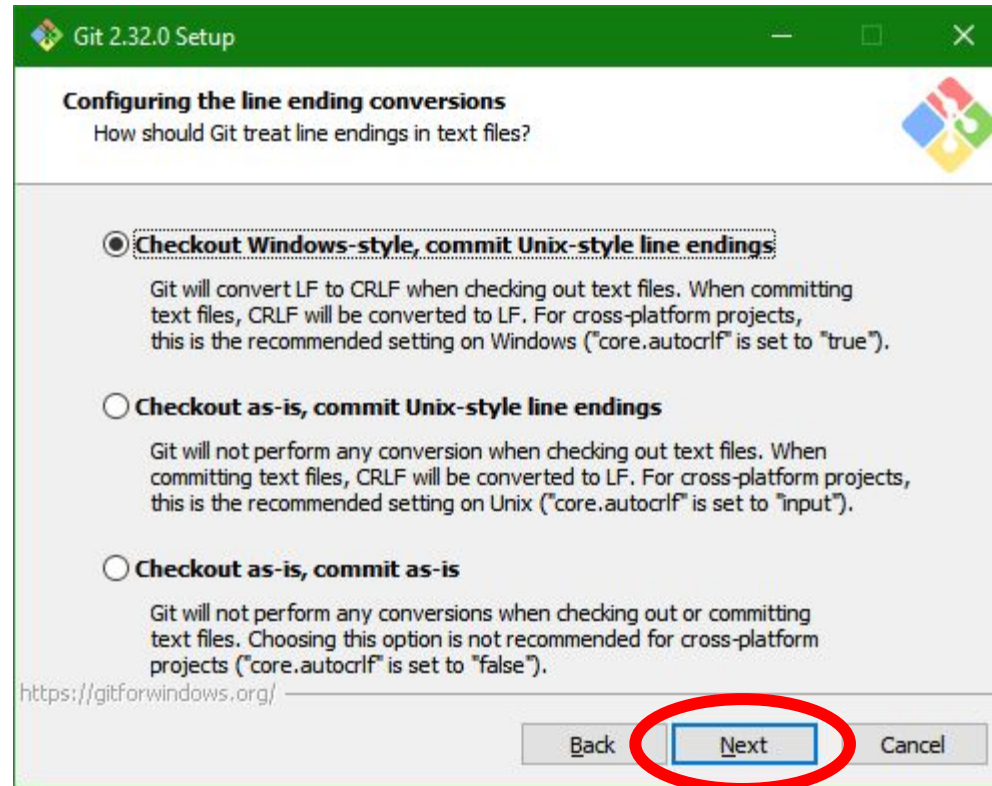 Git 2.32.0 Setup
Configuring the line ending conversions
How should Git treat line endings in text files?
Checkout Windows-style, commit Unix-style line endings
Git will convert LF to CRLF when checking out text files. When committing
text files, CRLF will be converted to LF. For cross-platform projects,
this is the recommended setting on Windows ("core.autocrlf" is set to "true").
Checkout as-is, commit Unix-style line endings
Git will not perform any conversion when checking out text files. When
committing text files, CRLF will be converted to LF. For cross-platform projects,
this is the recommended setting on Unix ("core.autocrlf" is set to "input").
Checkout as-is, commit as-is
Git will not perform any conversions when checking out or committing
text files. Choosing this option is not recommended for cross-platform
projects ("core.autocrlf" is set to "false").
https://gitforwindows.org/
Back Next Cancel